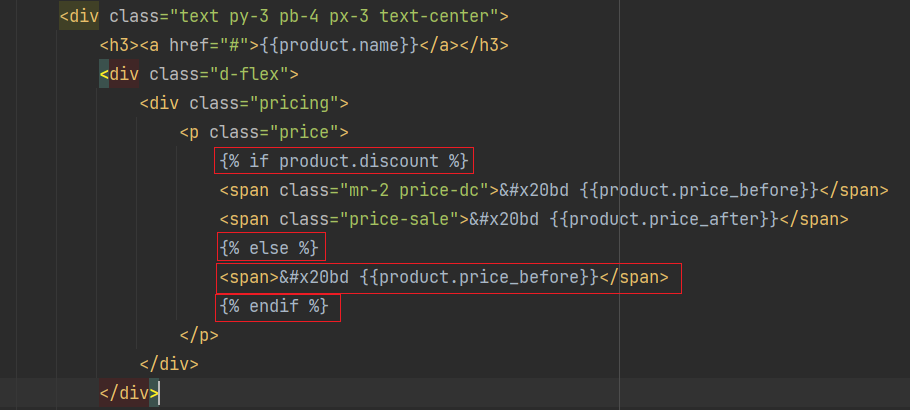 <div class="text py-3 pb-4 px-3 text-center">
<h3><a href="#">{{product.name}}</a></h3>
<div class="d-flex">
<div class="pricing">
<p class="price">
{% if product.discount %}
<span class="mr-2 price-dc">&#x20bd {{product.price_before}}</span>
<span class="price-sale">&#x20bd {{product.price_after}}</span>
{% else %}
<span>&#x20bd {{product.price_before}}</span>
{% endif %}
</p>
</div>
</div>